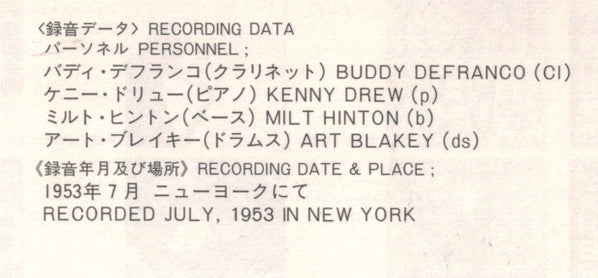 〈録音データ〉 RECORDING DATA
パーソネル PERSONNEL ;
バディ・デフランコ(クラリネット) BUDDY DEFRANCO (Cl)
ケニー・ドリュー(ピアノ) KENNY DREW (p)
ミルト・ヒントン(ベース) MILT HINTON (b)
アート・ブレイキー(ドラムス) ART BLAKEY (ds)
《録音年月及び場所》 RECORDING DATE & PLACE ;
1953年7月 ニューヨークにて
RECORDED JULY, 1953 IN NEW YORK